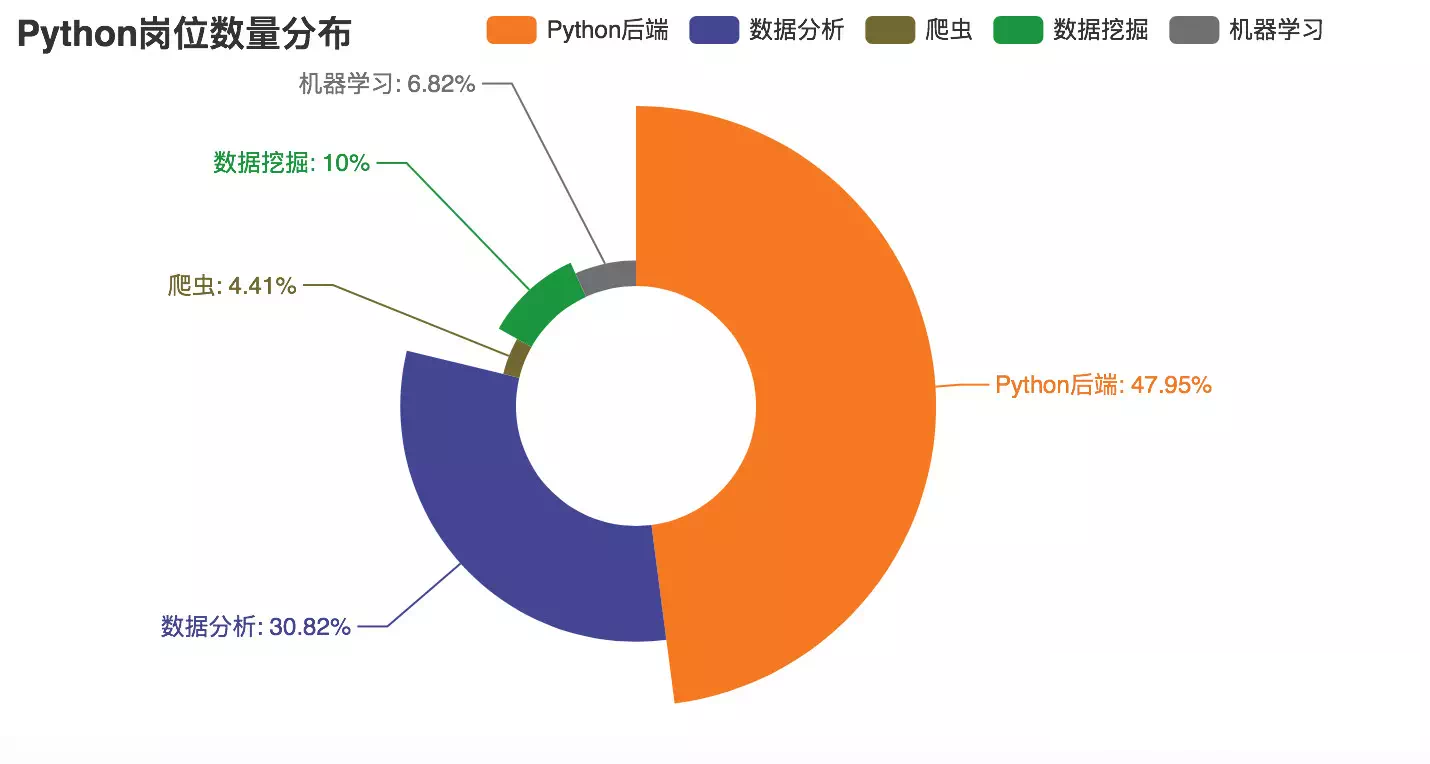 Python岗位数量分布
Python后端 数据分析 爬虫 数据挖掘 机器学习
机器学习: 6.82%
数据挖掘: 10%
爬虫: 4.41%
Python后端: 47.95%
数据分析: 30.82%